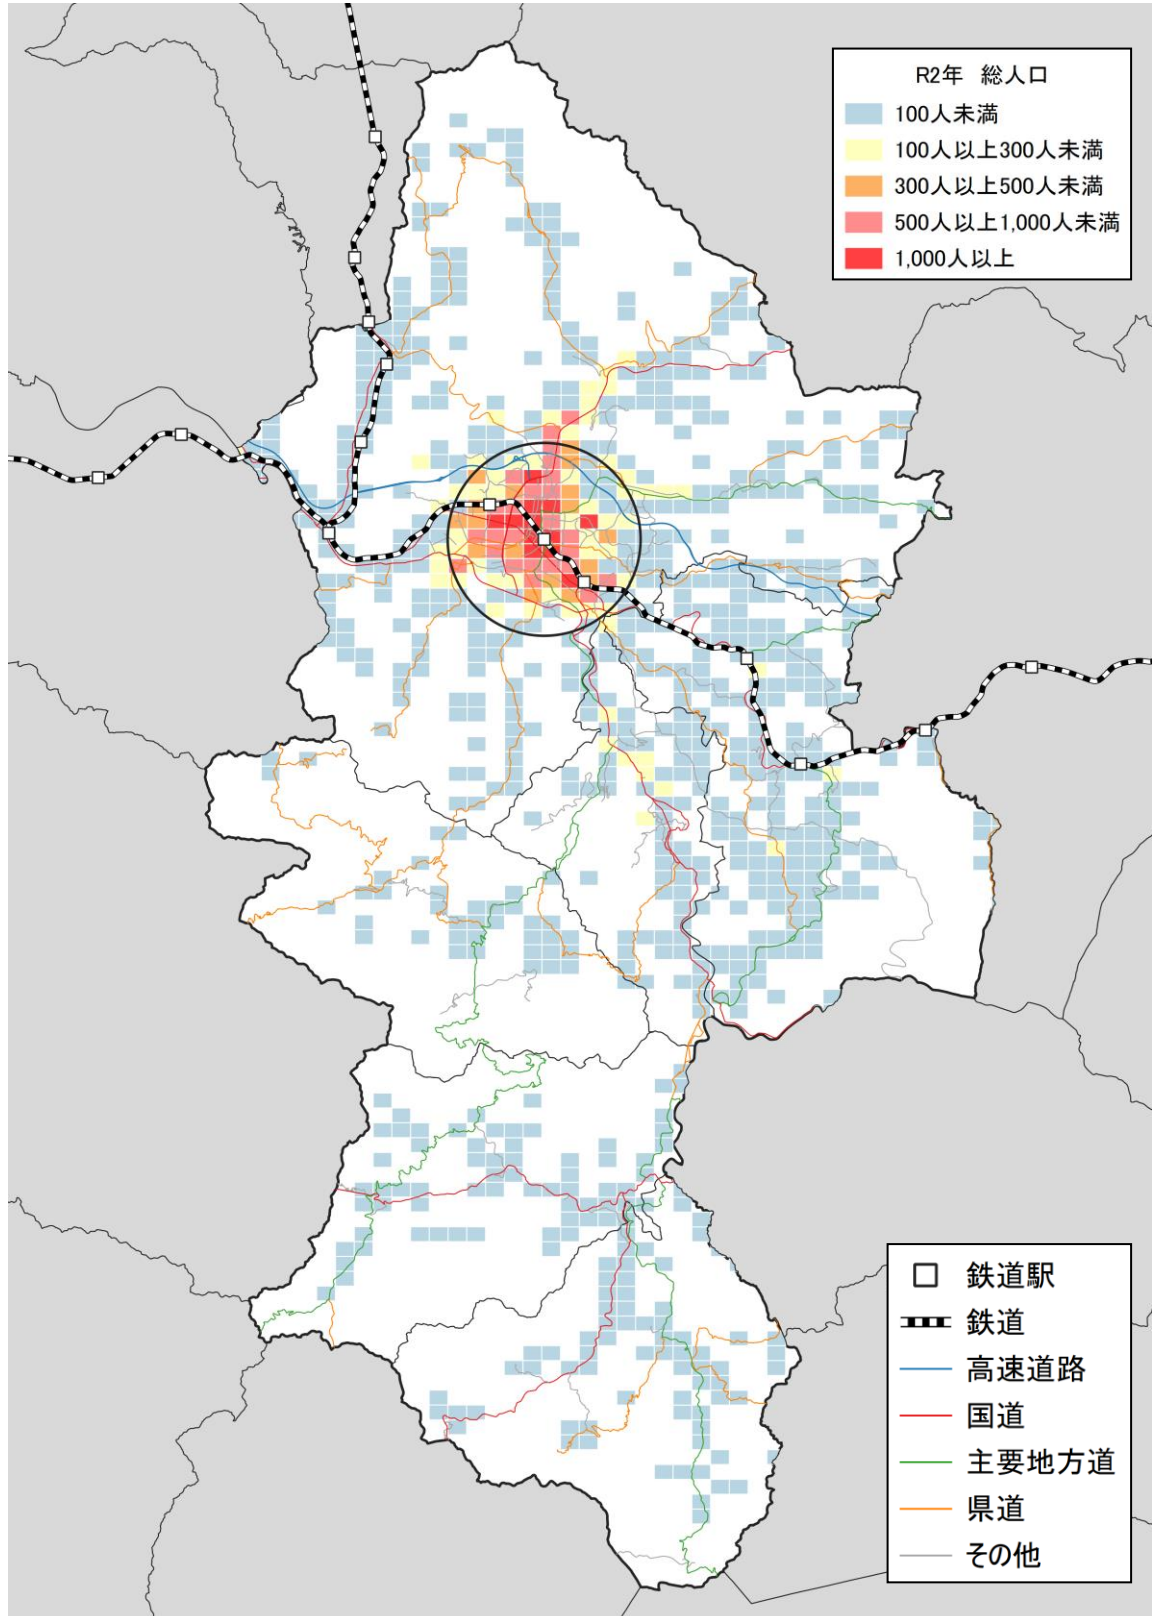 R2年 総人口
100人未満
100人以上300人未満
300人以上500人未満
500人以上1,000人未満
1,000人以上
鉄道駅
鉄道
高速道路
国道
主要地方道
県道
その他